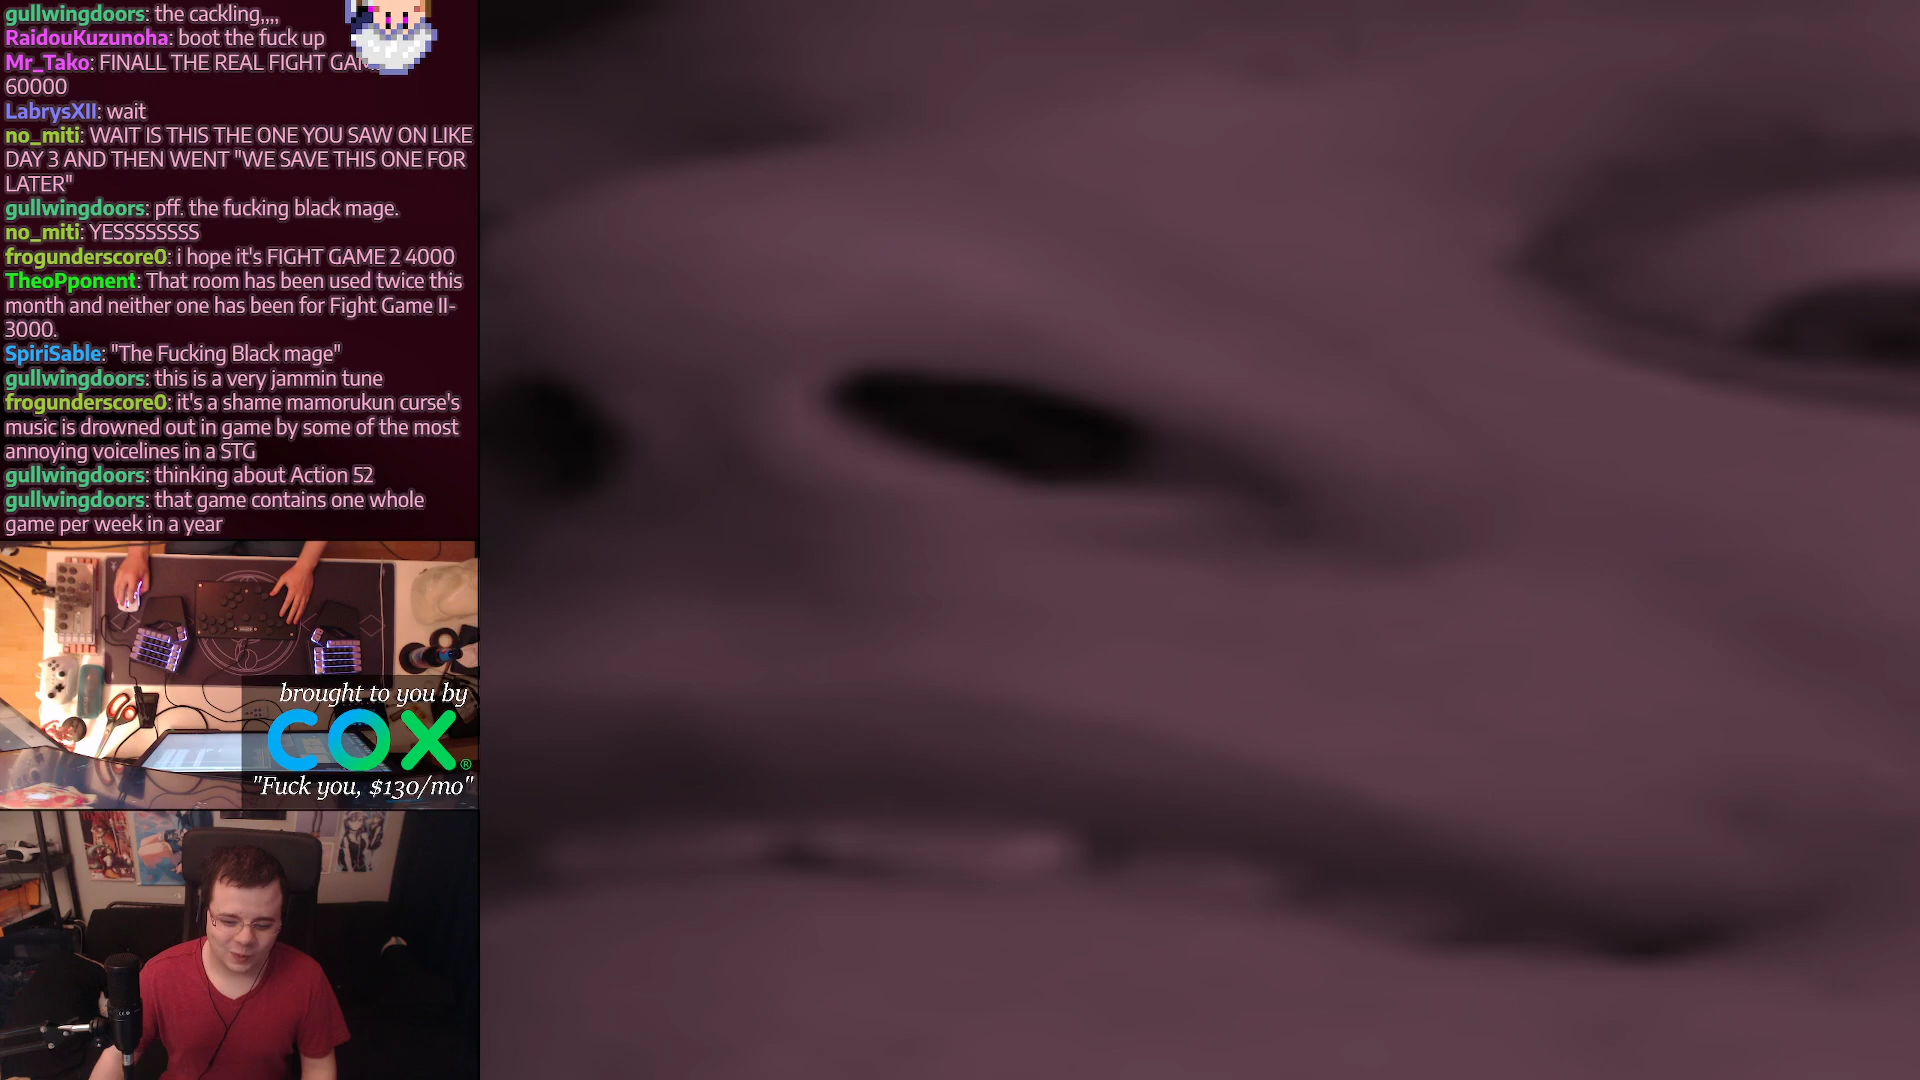 gullwingdoors: the cackling,,,,
RaidouKuzunoha: boot the fuck up
Mr_Tako: FINALL THE REAL FIGHT GAM
60000
LabrysXII: wait
no_miti: WAIT IS THIS THE ONE YOU SAW ON LIKE
DAY 3 AND THEN WENT "WE SAVE THIS ONE FOR
LATER"
gullwingdoors: pff. the fucking black mage.
no_miti: YESSSSSSSS
frogunderscore0: i hope it's FIGHT GAME 2 4000
TheoPponent: That room has been used twice this
month and neither one has been for Fight Game II-
3000.
SpiriSable: "The Fucking Black mage"
gullwingdoors: this is a very jammin tune
frogunderscore0: it's a shame mamorukun curse's
music is drowned out in game by some of the most
annoying voicelines in a STG
gullwingdoors: thinking about Action 52
gullwingdoors: that game contains one whole
game per week in a year
brought to you by
COX®
"Fuck you, $130/mo"